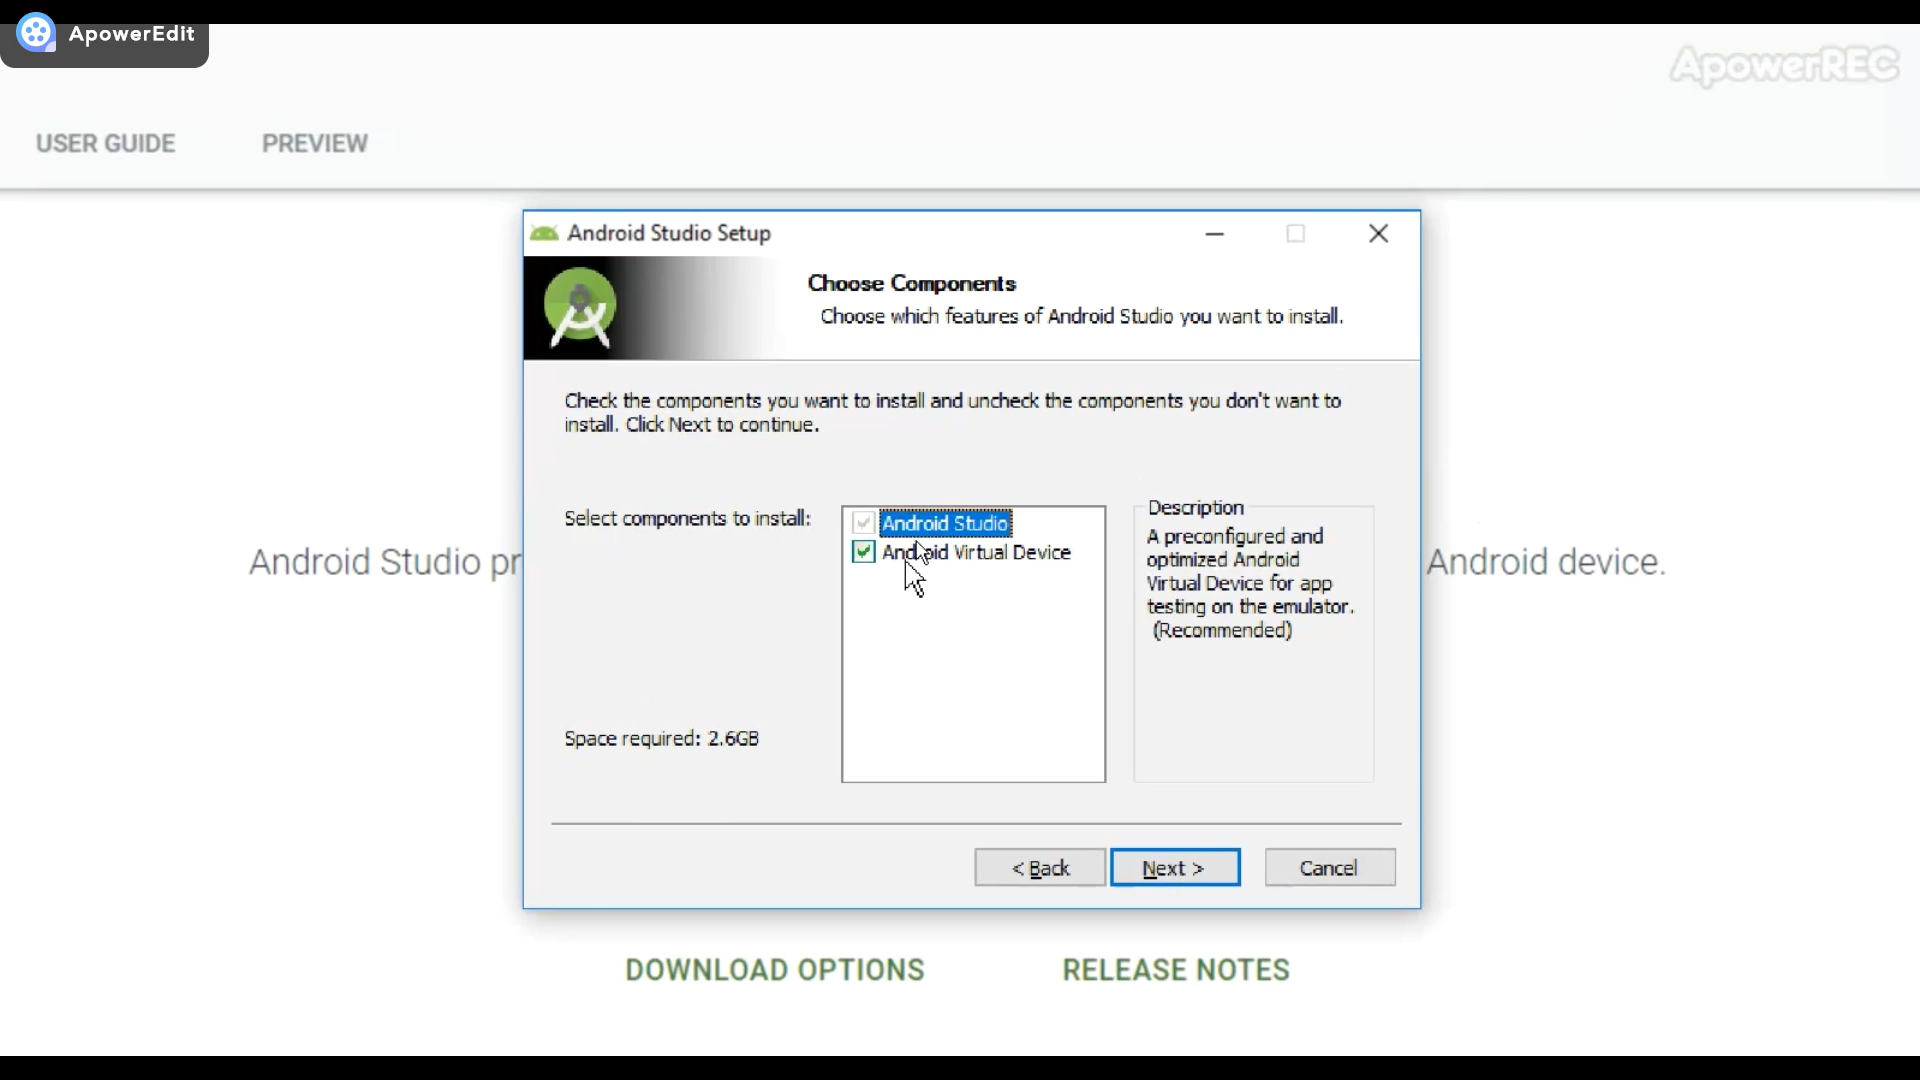 ApowerEdit
ApowerREC
USER GUIDE PREVIEW
Android Studio Setup
Choose Components
Choose which features of Android Studio you want to install.
Check the components you want to install and uncheck the components you don't want to
install. Click Next to continue.
Select components to install:
Android Studio
Android Virtual Device
Description
A preconfigured and
optimized Android
Virtual Device for app
testing on the emulator.
(Recommended)
Android Studio pr
Android device.
Space required: 2.6GB
< Back Next > Cancel
DOWNLOAD OPTIONS RELEASE NOTES